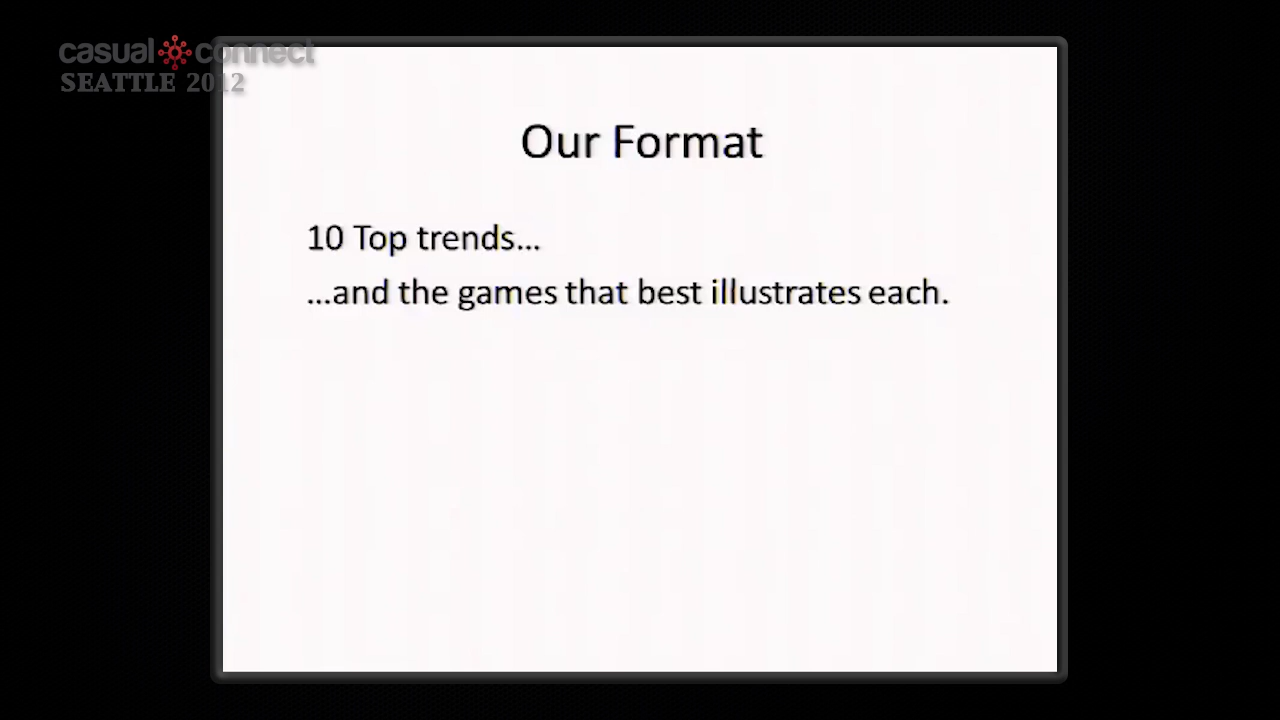 casual connect
SEATTLE 2012
Our Format
10 Top trends...
...and the games that best illustrates each.